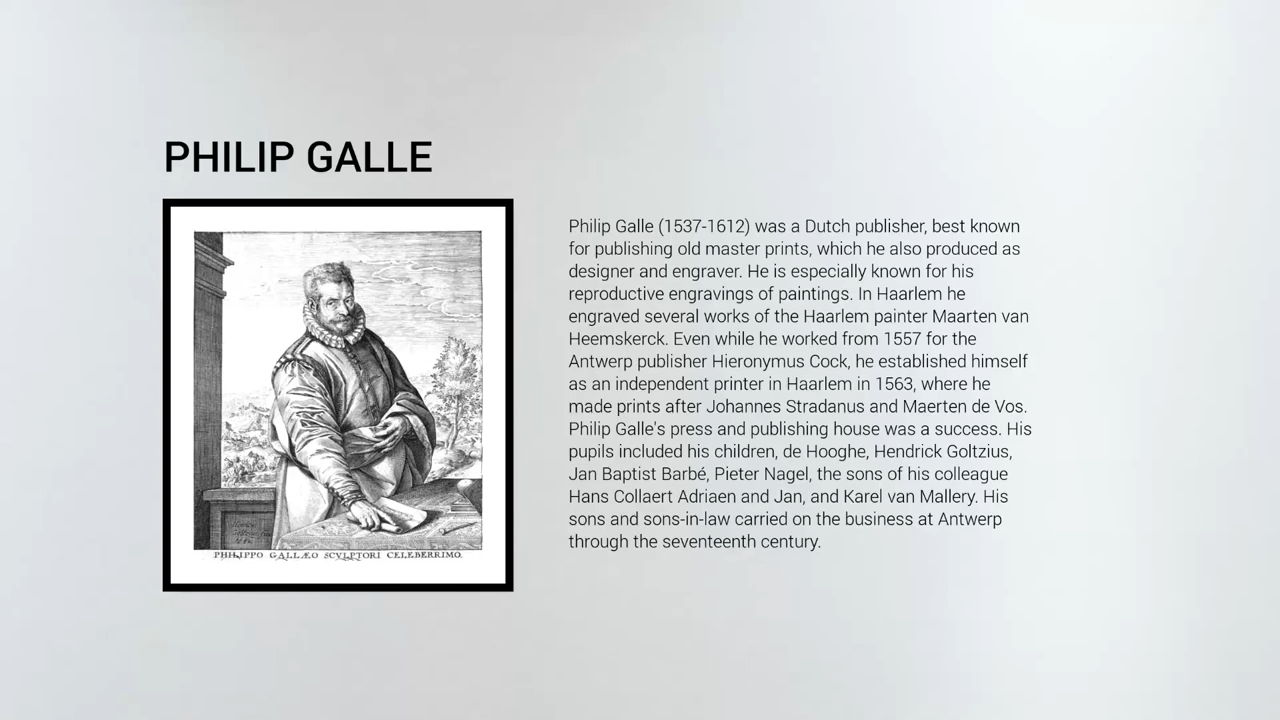 PHILIP GALLE
Philip Galle (1537-1612) was a Dutch publisher, best known
for publishing old master prints, which he also produced as
designer and engraver. He is especially known for his
reproductive engravings of paintings. In Haarlem he
engraved several works of the Haarlem painter Maarten van
Heemskerck. Even while he worked from 1557 for the
Antwerp publisher Hieronymus Cock, he established himself
as an independent printer in Haarlem in 1563, where he
made prints after Johannes Stradanus and Maerten de Vos.
Philip Galle's press and publishing house was a success. His
pupils included his children, de Hooghe, Hendrick Goltzius,
Jan Baptist Barbé, Pieter Nagel, the sons of his colleague
Hans Collaert Adriaen and Jan, and Karel van Mallery. His
sons and sons-in-law carried on the business at Antwerp
through the seventeenth century.
PHILIPPO GALLÆO SCVLPTORI CELEBERRIMO.